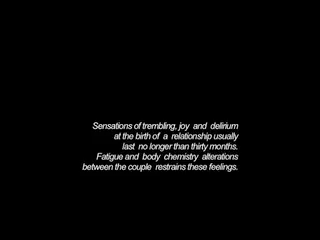 Sensations of trembling, joy and delirium
at the birth of a relationship usually
last no longer than thirty months.
Fatigue and body chemistry alterations
between the couple restrains these feelings.